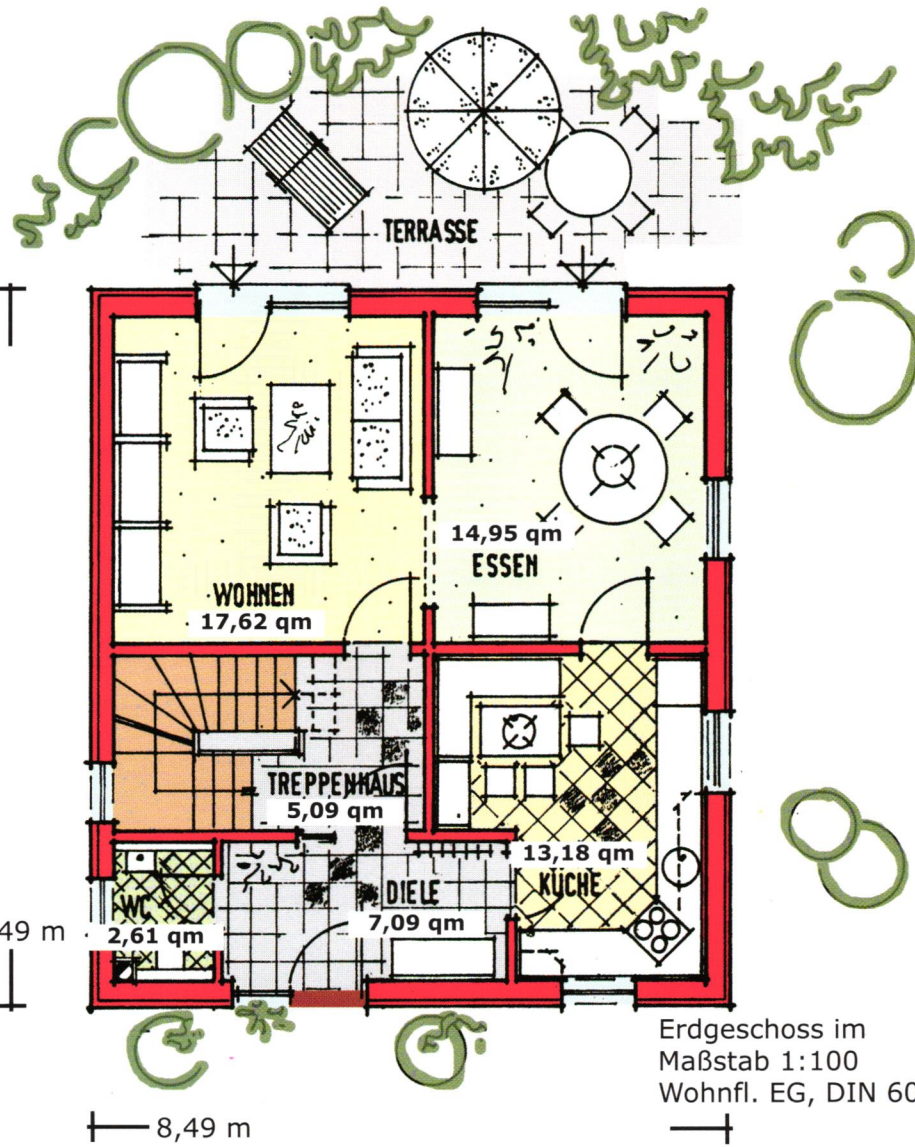 TERRASSE
14,95 qm
ESSEN
WOHNEN
17,62 qm
TREPPENHAUS
5,09 qm
13,18 qm
KÜCHE
DIELE
7,09 qm
WC
2,61 qm
49 m
Erdgeschoss im
Maßstab 1:100
Wohnfl. EG, DIN 60
8,49 m